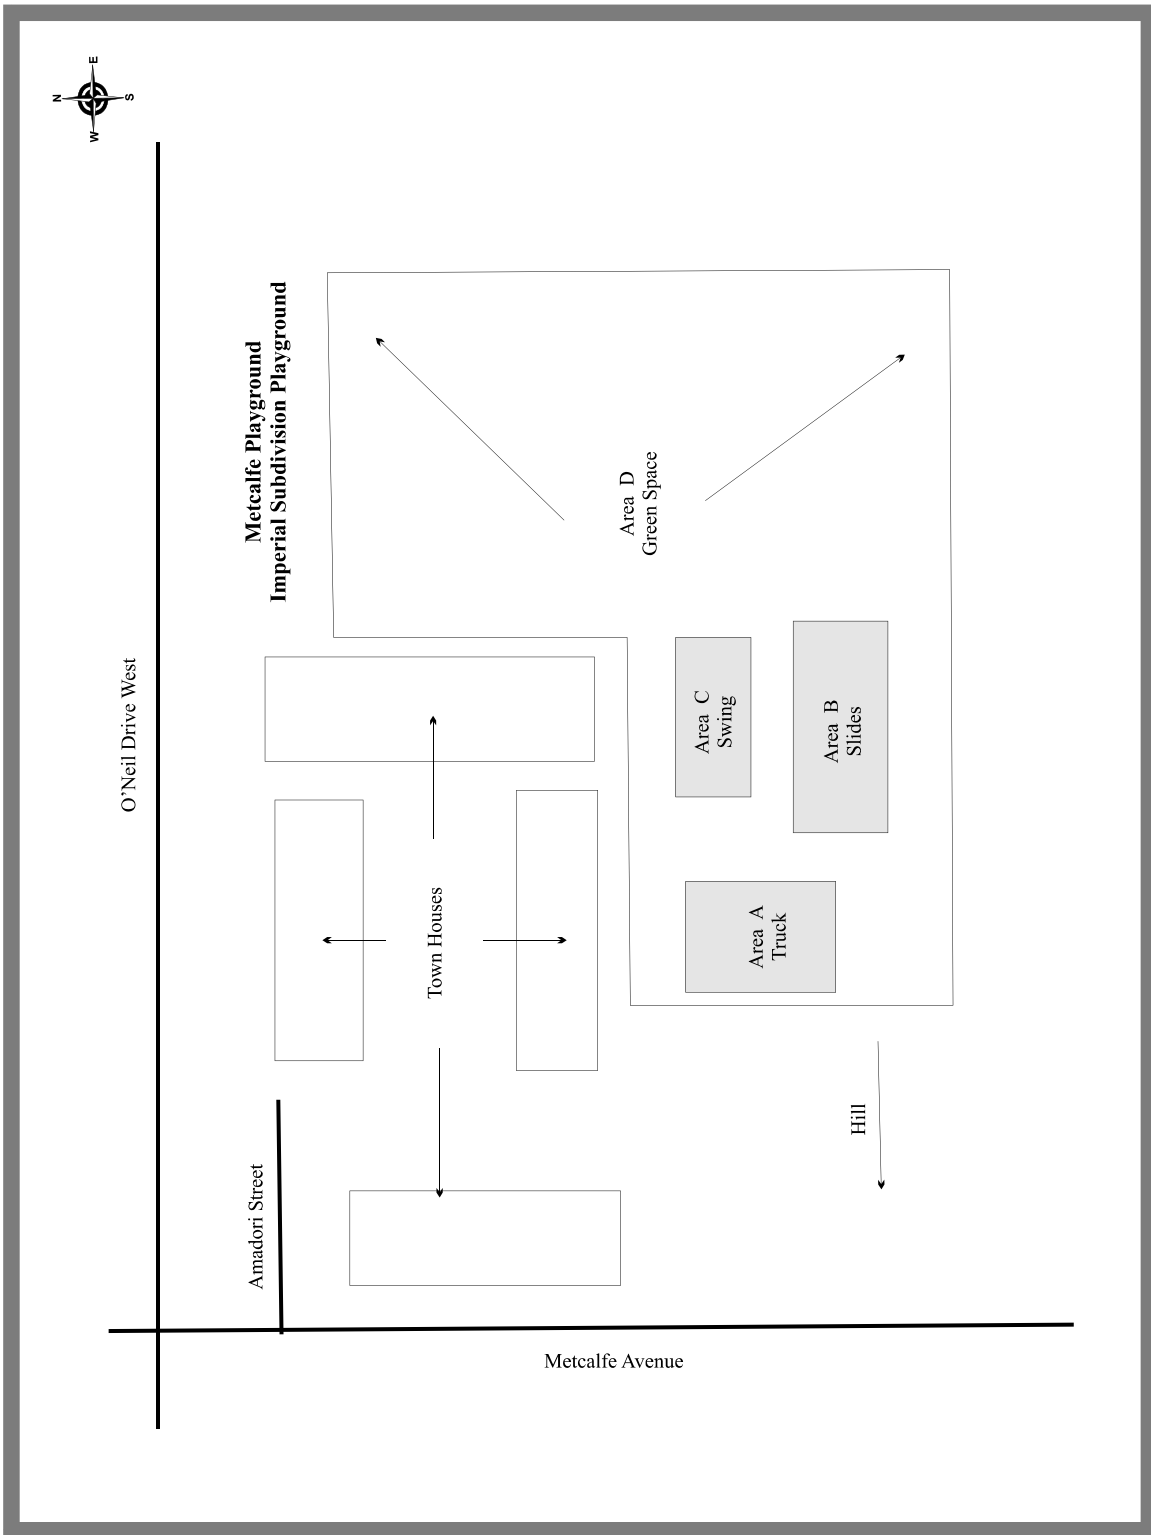 N
E
S
W
Metcalfe Playground
Imperial Subdivision Playground
O'Neil Drive West
Area D
Green Space
Area C
Swing
Area B
Slides
Area A
Truck
Town Houses
Hill
Amadori Street
Metcalfe Avenue